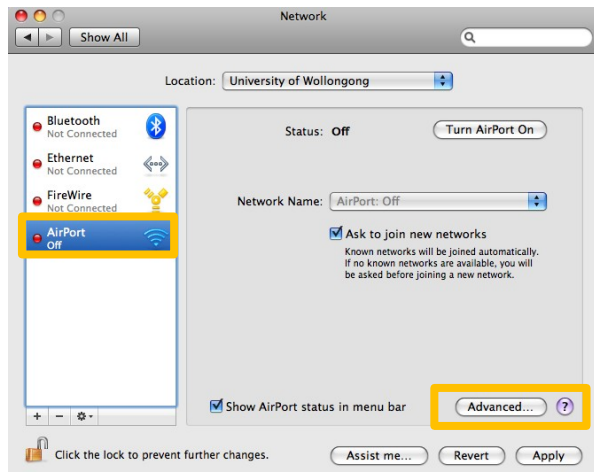 Network
Show All
Location: University of Wollongong
Bluetooth
Not Connected
Ethernet
Not Connected
FireWire
Not Connected
AirPort
Off
Status: Off
Turn AirPort On
Network Name: AirPort: Off
Ask to join new networks
Known networks will be joined automatically.
If no known networks are available, you will
be asked before joining a new network.
Show AirPort status in menu bar
Advanced... ?
Click the lock to prevent further changes.
Assist me... Revert Apply